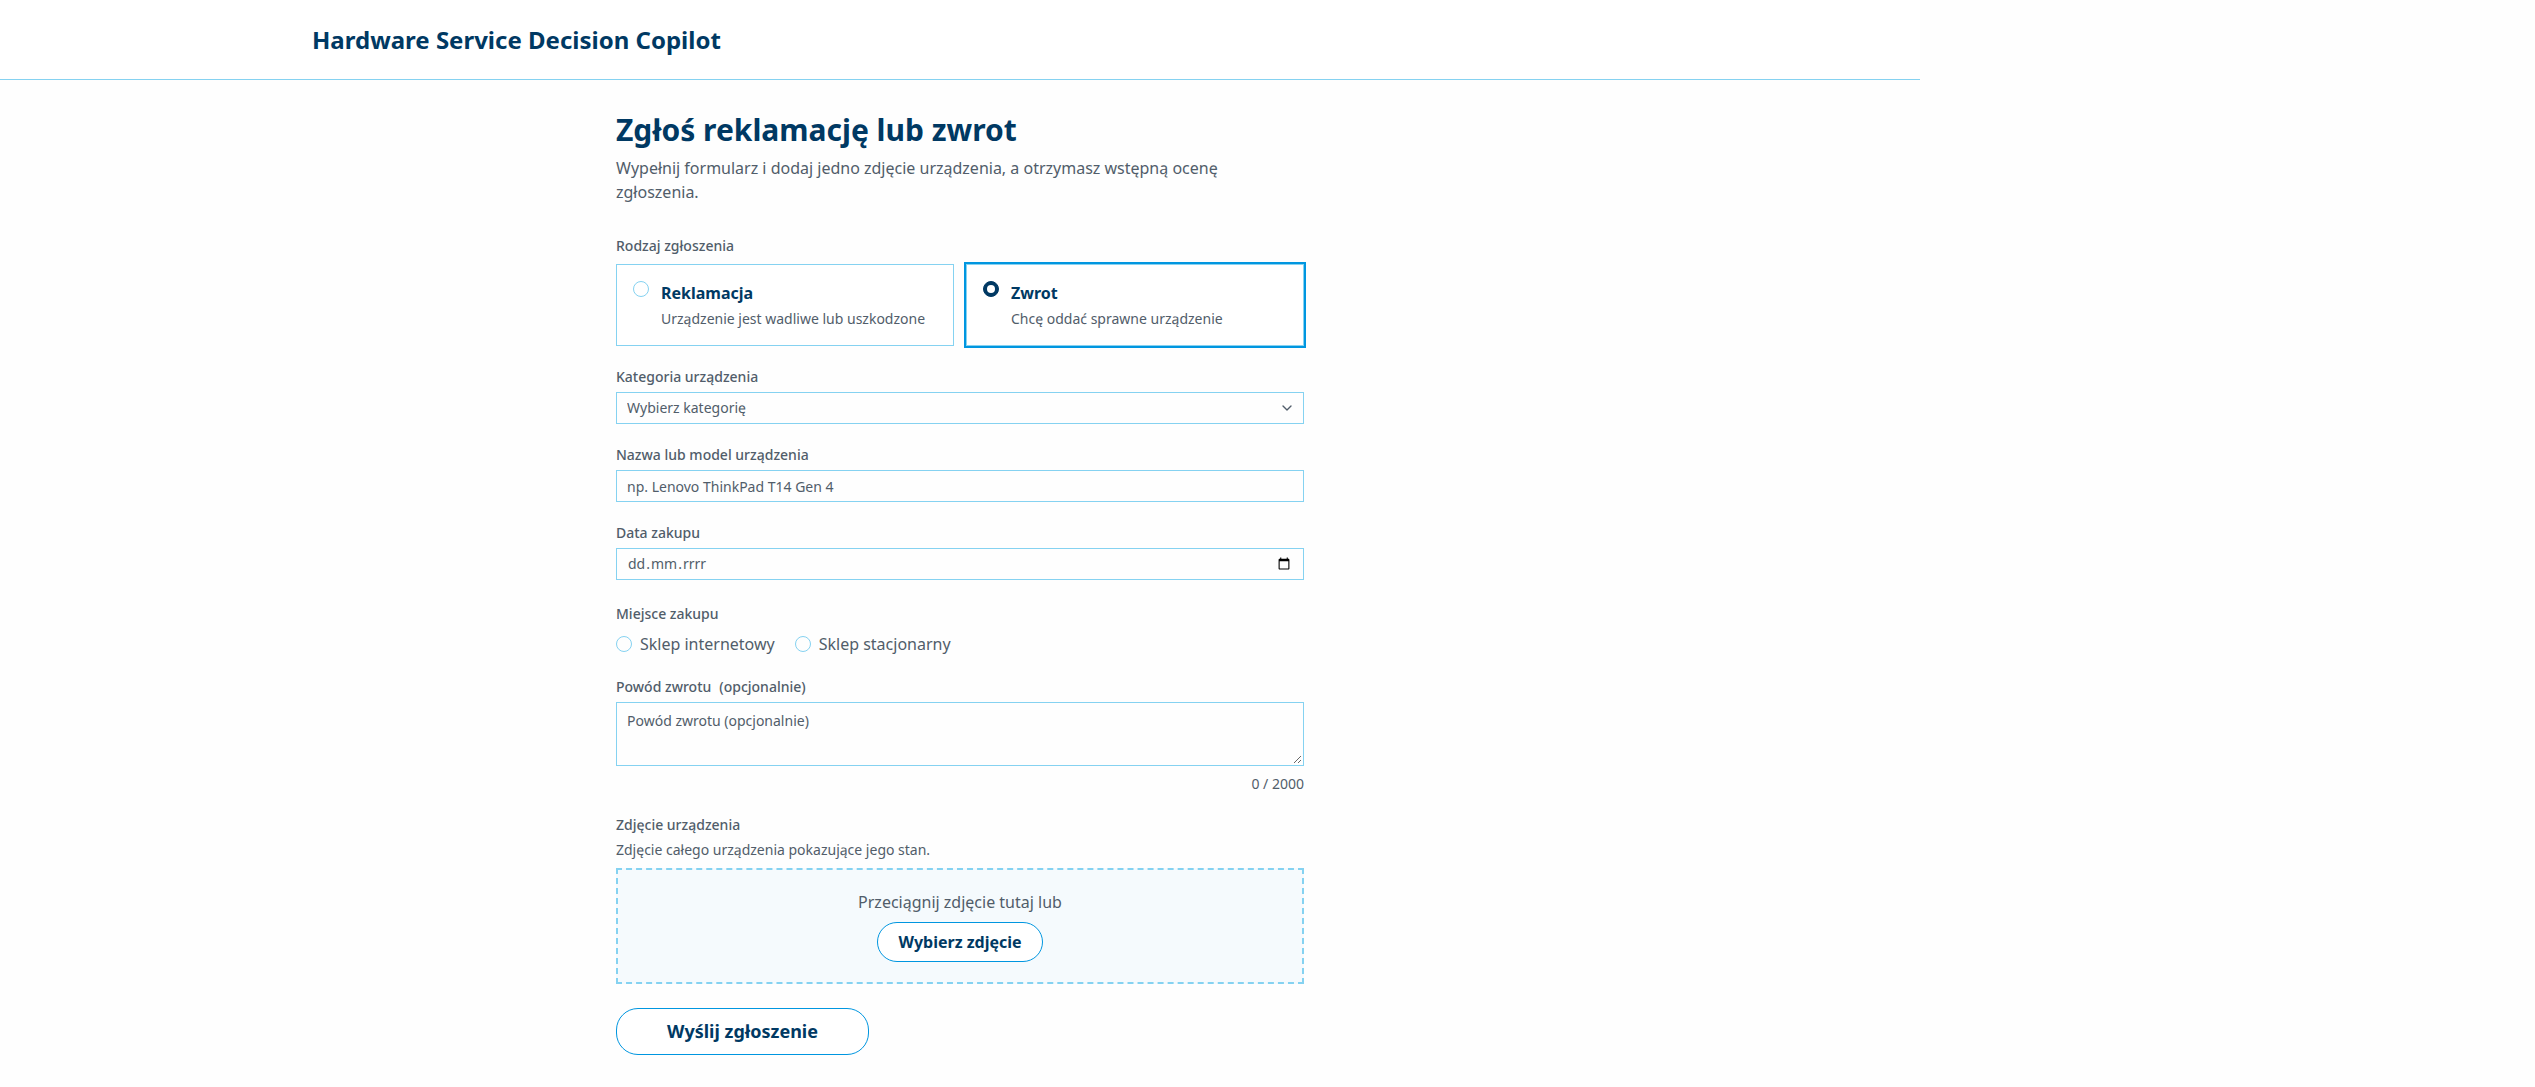 Hardware Service Decision Copilot
Zgłoś reklamację lub zwrot
Wypełnij formularz i dodaj jedno zdjęcie urządzenia, a otrzymasz wstępną ocenę
zgłoszenia.
Rodzaj zgłoszenia
Reklamacja
Urządzenie jest wadliwe lub uszkodzone
Zwrot
Chcę oddać sprawne urządzenie
Kategoria urządzenia
Wybierz kategorię
Nazwa lub model urządzenia
np. Lenovo ThinkPad T14 Gen 4
Data zakupu
dd.mm.rrrr
Miejsce zakupu
Sklep internetowy
Sklep stacjonarny
Powód zwrotu (opcjonalnie)
Powód zwrotu (opcjonalnie)
0 / 2000
Zdjęcie urządzenia
Zdjęcie całego urządzenia pokazujące jego stan.
Przeciągnij zdjęcie tutaj lub
Wybierz zdjęcie
Wyślij zgłoszenie